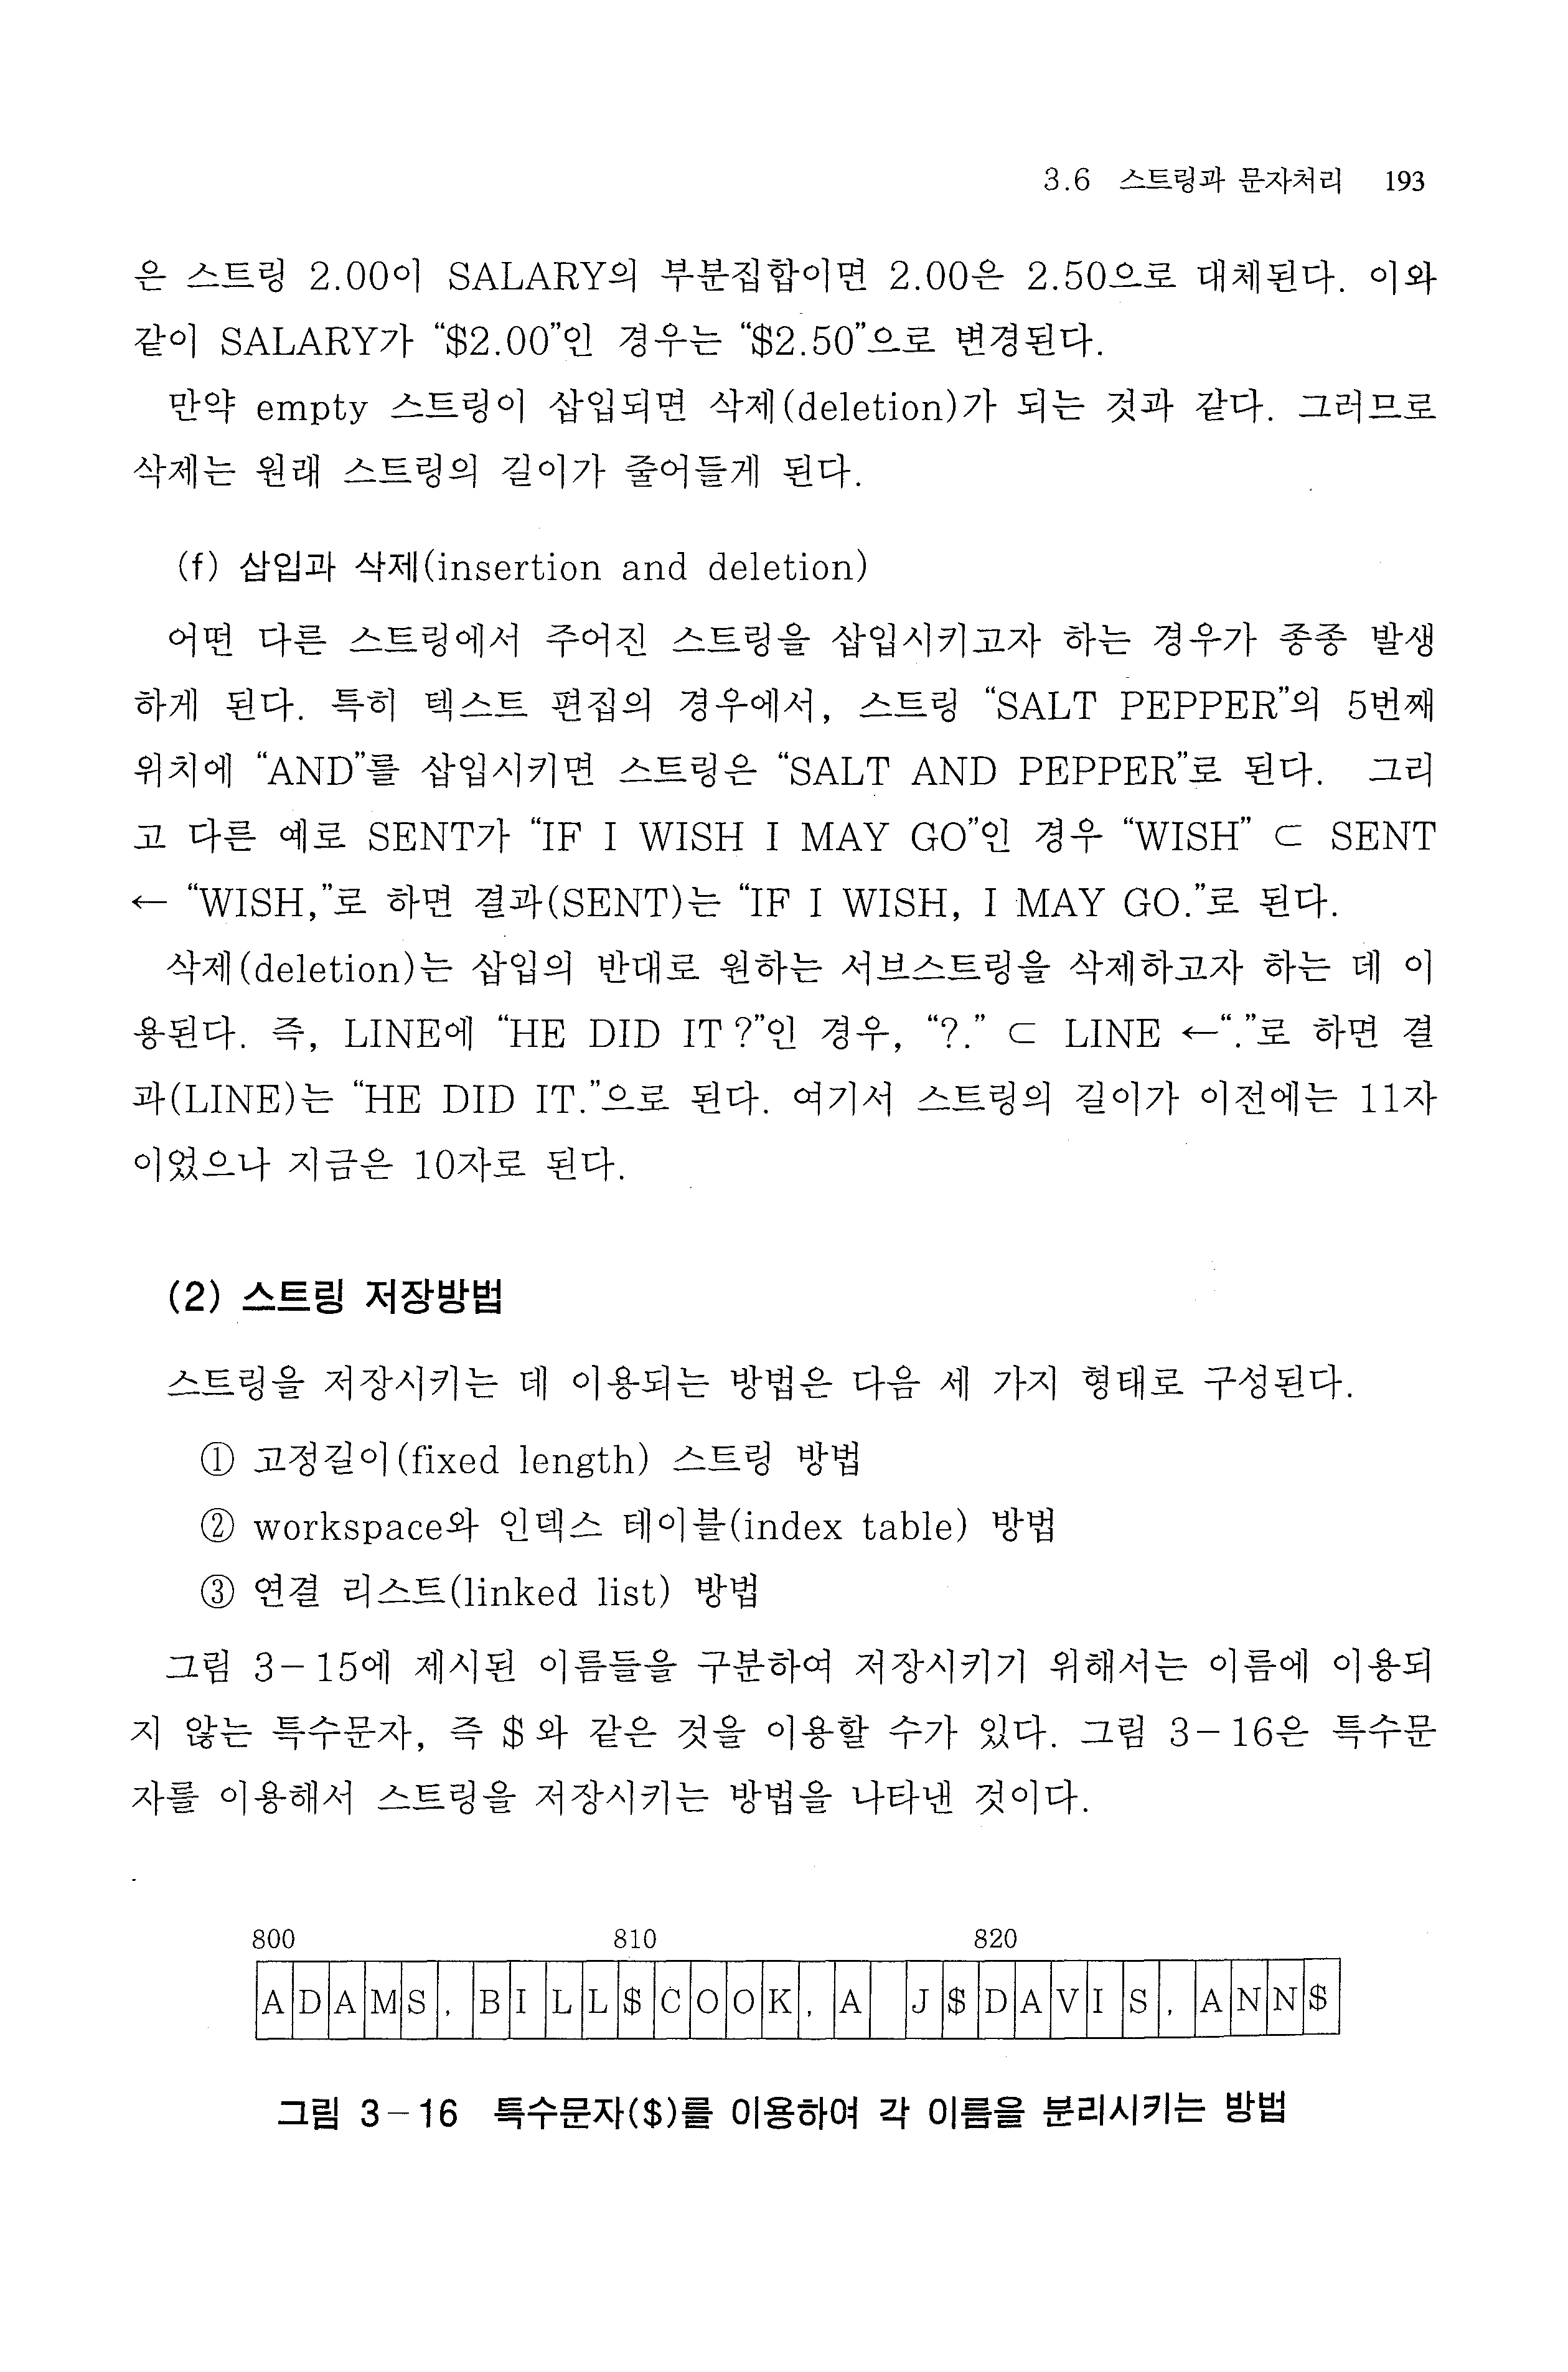 3.6 스트링과 문자처리 193
은 스트링 2.00이 SALARY의 부분집합이면 2.00은 2.50으로 대체된다. 이와
같이 SALARY가 “$2.00”인 경우는 “$2.50”으로 변경된다.
만약 empty 스트링이 삽입되면 삭제(deletion)가 되는 것과 같다. 그러므로
삭제는 원래 스트링의 길이가 줄어들게 된다.
(f) 삽입과 삭제(insertion and deletion)
어떤 다른 스트링에서 주어진 스트링을 삽입시키고자 하는 경우가 종종 발생
하게 된다. 특히 텍스트 편집의 경우에서, 스트링 “SALT PEPPER”의 5번째
위치에 “AND”를 삽입시키면 스트링은 “SALT AND PEPPER”로 된다. 그리
고 다른 예로 SENT가 “IF I WISH I MAY GO”인 경우 “WISH” ⊂ SENT
← “WISH,”로 하면 결과(SENT)는 “IF I WISH, I MAY GO.”로 된다.
삭제(deletion)는 삽입의 반대로 원하는 서브스트링을 삭제하고자 하는 데 이
용된다. 즉, LINE에 “HE DID IT ?”인 경우, “?.” ⊂ LINE ←“.”로 하면 결
과(LINE)는 “HE DID IT.”으로 된다. 여기서 스트링의 길이가 이전에는 11자
이었으나 지금은 10자로 된다.
(2) 스트링 저장방법
스트링을 저장시키는 데 이용되는 방법은 다음 세 가지 형태로 구성된다.
① 고정길이(fixed length) 스트링 방법
② workspace와 인덱스 테이블(index table) 방법
③ 연결 리스트(linked list) 방법
그림 3-15에 제시된 이름들을 구분하여 저장시키기 위해서는 이름에 이용되
지 않는 특수문자, 즉 $와 같은 것을 이용할 수가 있다. 그림 3-16은 특수문
자를 이용해서 스트링을 저장시키는 방법을 나타낸 것이다.
800 810 820
A D A M S , B I L L $ C O O K , A J $ D A V I S , A N N $
그림 3-16 특수문자($)를 이용하여 각 이름을 분리시키는 방법